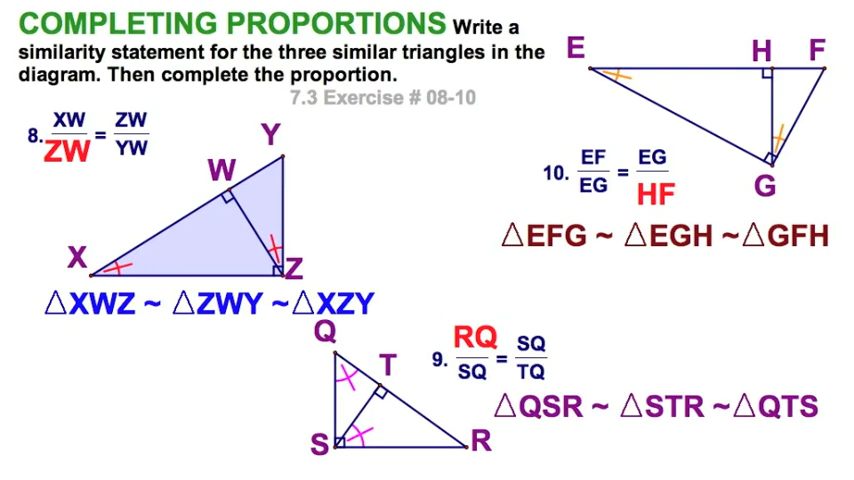 COMPLETING PROPORTIONS Write a
similarity statement for the three similar triangles in the
diagram. Then complete the proportion.
7.3 Exercise # 08-10
8. XW/ZW = ZW/YW
Y
W
X
Z
△XWZ ~ △ZWY ~△XZY
E
H
F
G
10. EF/EG = EG/HF
△EFG ~ △EGH ~△GFH
Q
T
S
R
9. RQ/SQ = SQ/TQ
△QSR ~ △STR ~△QTS